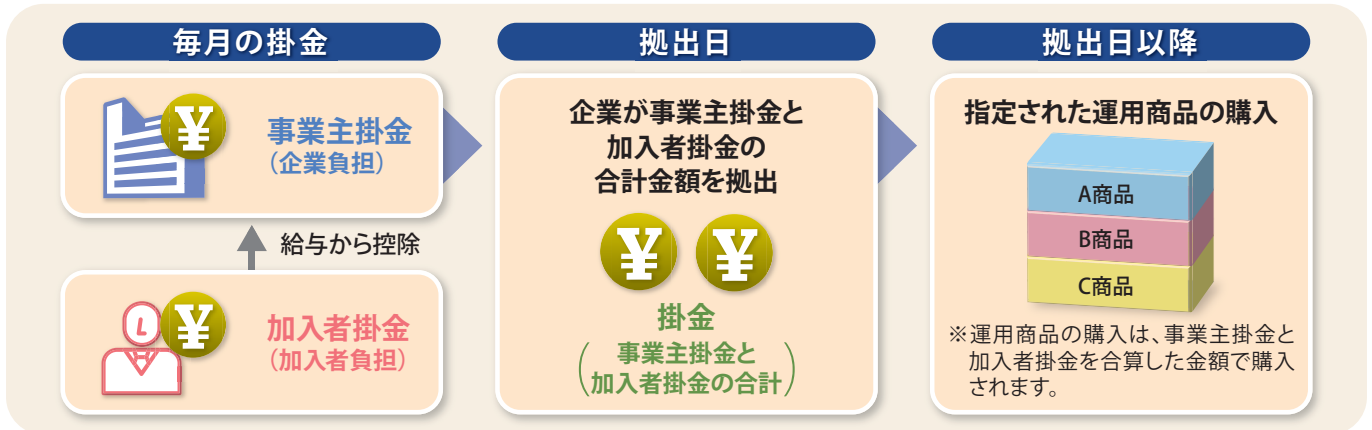 毎月の掛金
¥
事業主掛金
（企業負担）
給与から控除
L
¥
加入者掛金
（加入者負担）
拠出日
企業が事業主掛金と
加入者掛金の
合計金額を拠出
¥ ¥
掛金
（事業主掛金と
加入者掛金の合計）
拠出日以降
指定された運用商品の購入
A商品
B商品
C商品
※運用商品の購入は、事業主掛金と
加入者掛金を合算した金額で購入
されます。